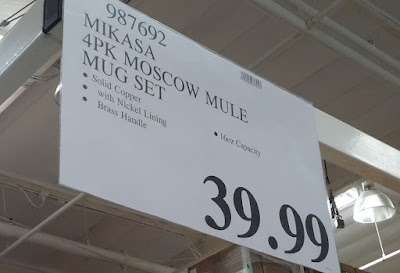 987692
MIKASA
4PK MOSCOW MULE
MUG SET
• Solid Copper
• with Nickel Lining
• Brass Handle
• 16oz Capacity
39.99